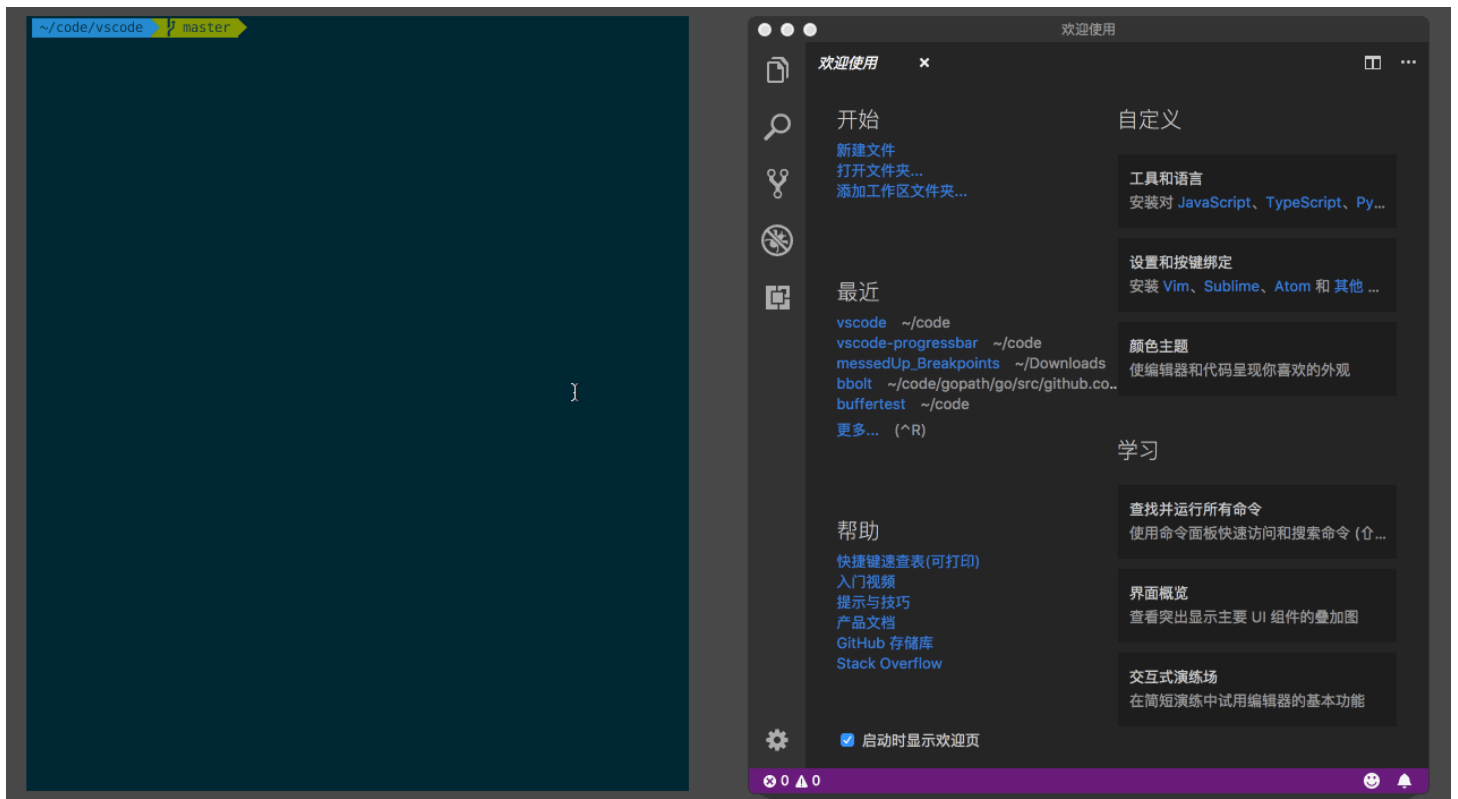 ~/code/vscode master
欢迎使用
欢迎使用
开始
新建文件
打开文件夹...
添加工作区文件夹...
最近
vscode ~/code
vscode-progressbar ~/code
messedUp_Breakpoints ~/Downloads
bbolt ~/code/gopath/go/src/github.co...
buffertest ~/code
更多... (^R)
帮助
快捷键速查表(可打印)
入门视频
提示与技巧
产品文档
GitHub 存储库
Stack Overflow
启动时显示欢迎页
自定义
工具和语言
安装对 JavaScript、TypeScript、Py...
设置和按键绑定
安装 Vim、Sublime、Atom 和 其他 ...
颜色主题
使编辑器和代码呈现你喜欢的外观
学习
查找并运行所有命令
使用命令面板快速访问和搜索命令 (⇧...
界面概览
查看突出显示主要 UI 组件的叠加图
交互式演练场
在简短演练中试用编辑器的基本功能
0 0